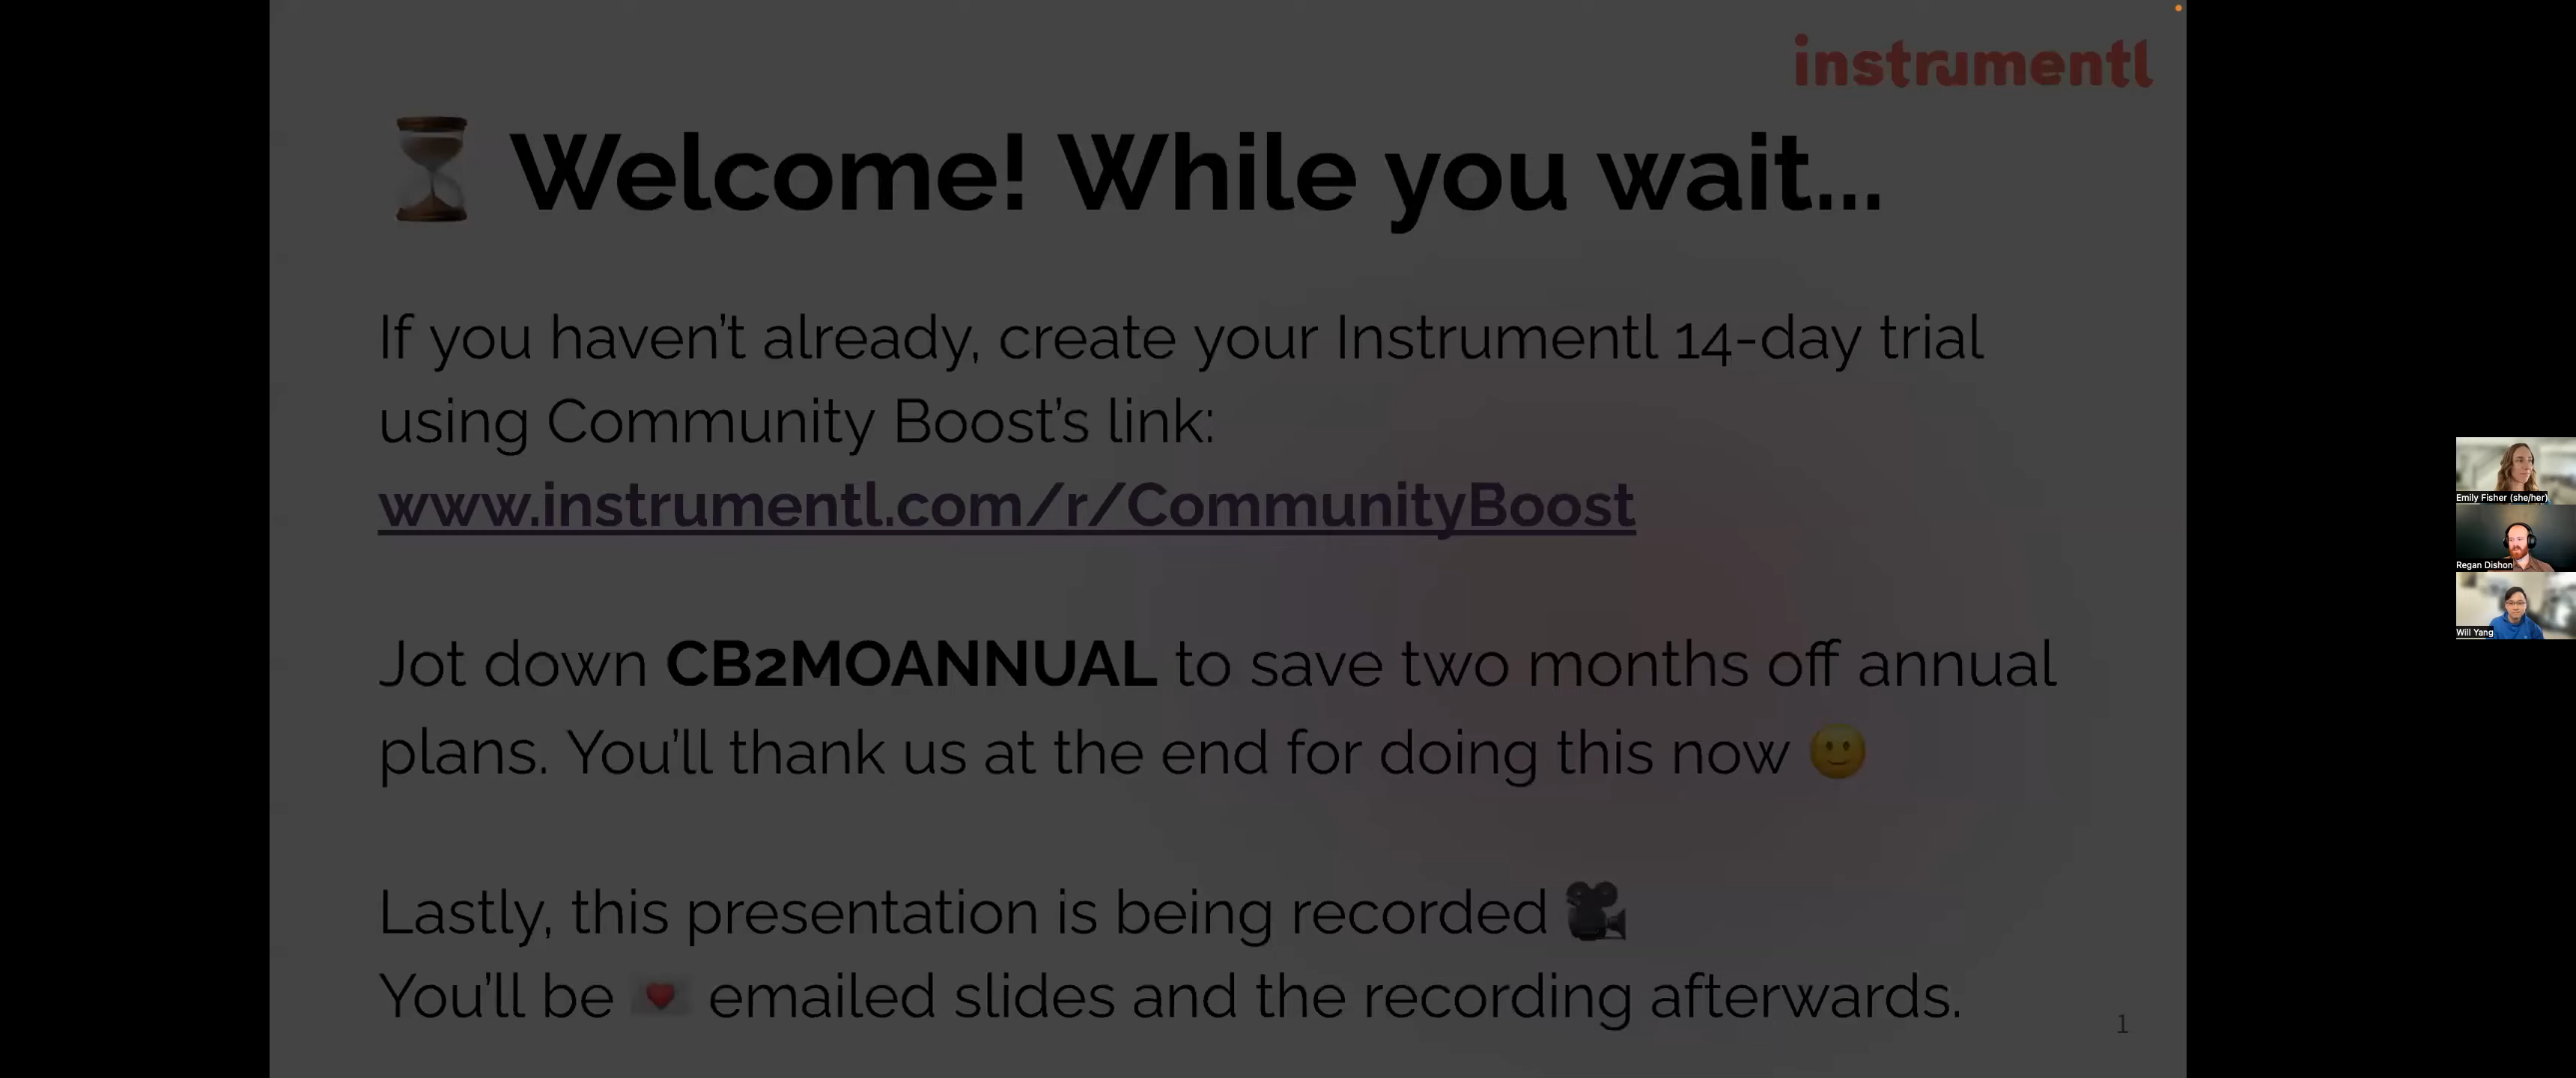 instrumentl
⏳ Welcome! While you wait...
If you haven't already, create your Instrumentl 14-day trial
using Community Boost's link:
www.instrumentl.com/r/CommunityBoost
Jot down CB2MOANNUAL to save two months off annual
plans. You'll thank us at the end for doing this now 🙂
Lastly, this presentation is being recorded 🎥
You'll be 💌 emailed slides and the recording afterwards.
1
Emily Fisher (she/her)
Regan Dishon
Will Yang